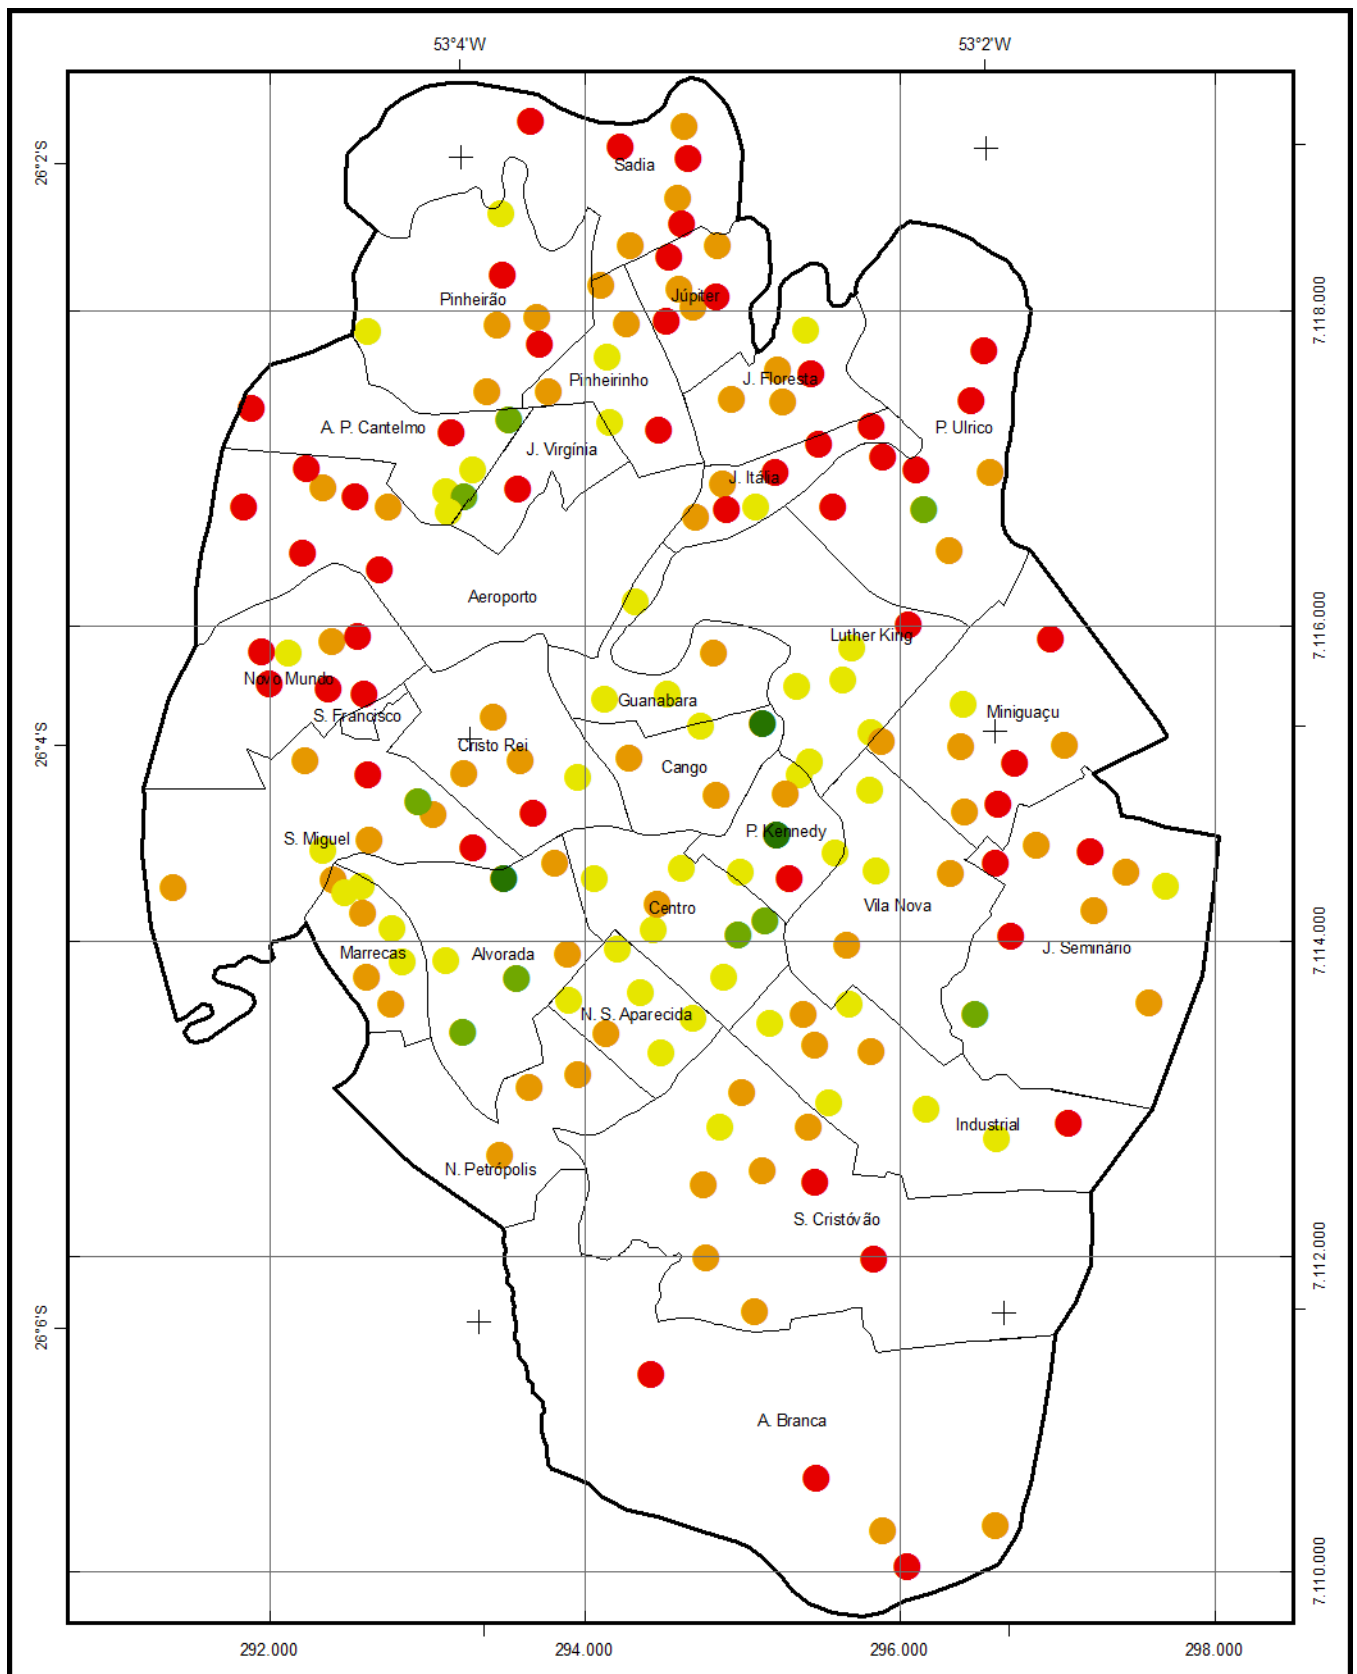 53°4'W 53°2'W
26°2'S
Sadia
Pinheirão
Júpiter
7.118.000
Pinheirinho
J. Floresta
A. P. Cantelmo
P. Ulrico
J. Virgínia
J. Itália
Aeroporto
Luther King
7.116.000
Novo Mundo
Guanabara
S. Francisco
Miniguaçu
26°4'S
Cristo Rei
Cango
P. Kennedy
S. Miguel
Vila Nova
Centro
Marrecas
Alvorada
J. Seminário
7.114.000
N. S. Aparecida
Industrial
N. Petrópolis
S. Cristóvão
7.112.000
26°6'S
A. Branca
7.110.000
292.000 294.000 296.000 298.000